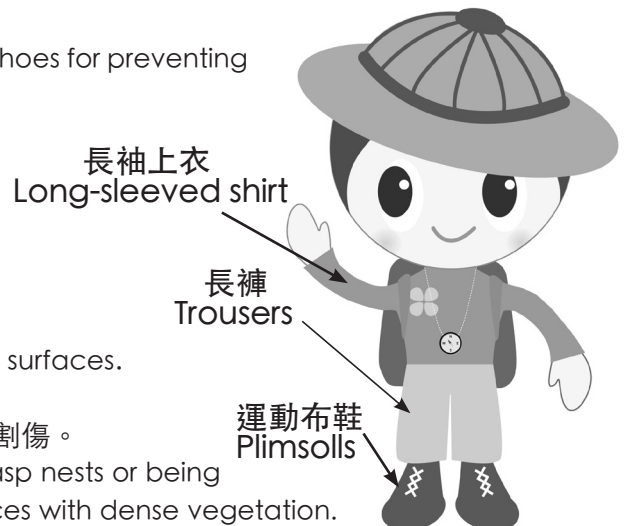 hoes for preventing
長袖上衣
Long-sleeved shirt
長褲
Trousers
surfaces.
運動布鞋
Plimsolls
割傷。
asp nests or being
ces with dense vegetation.